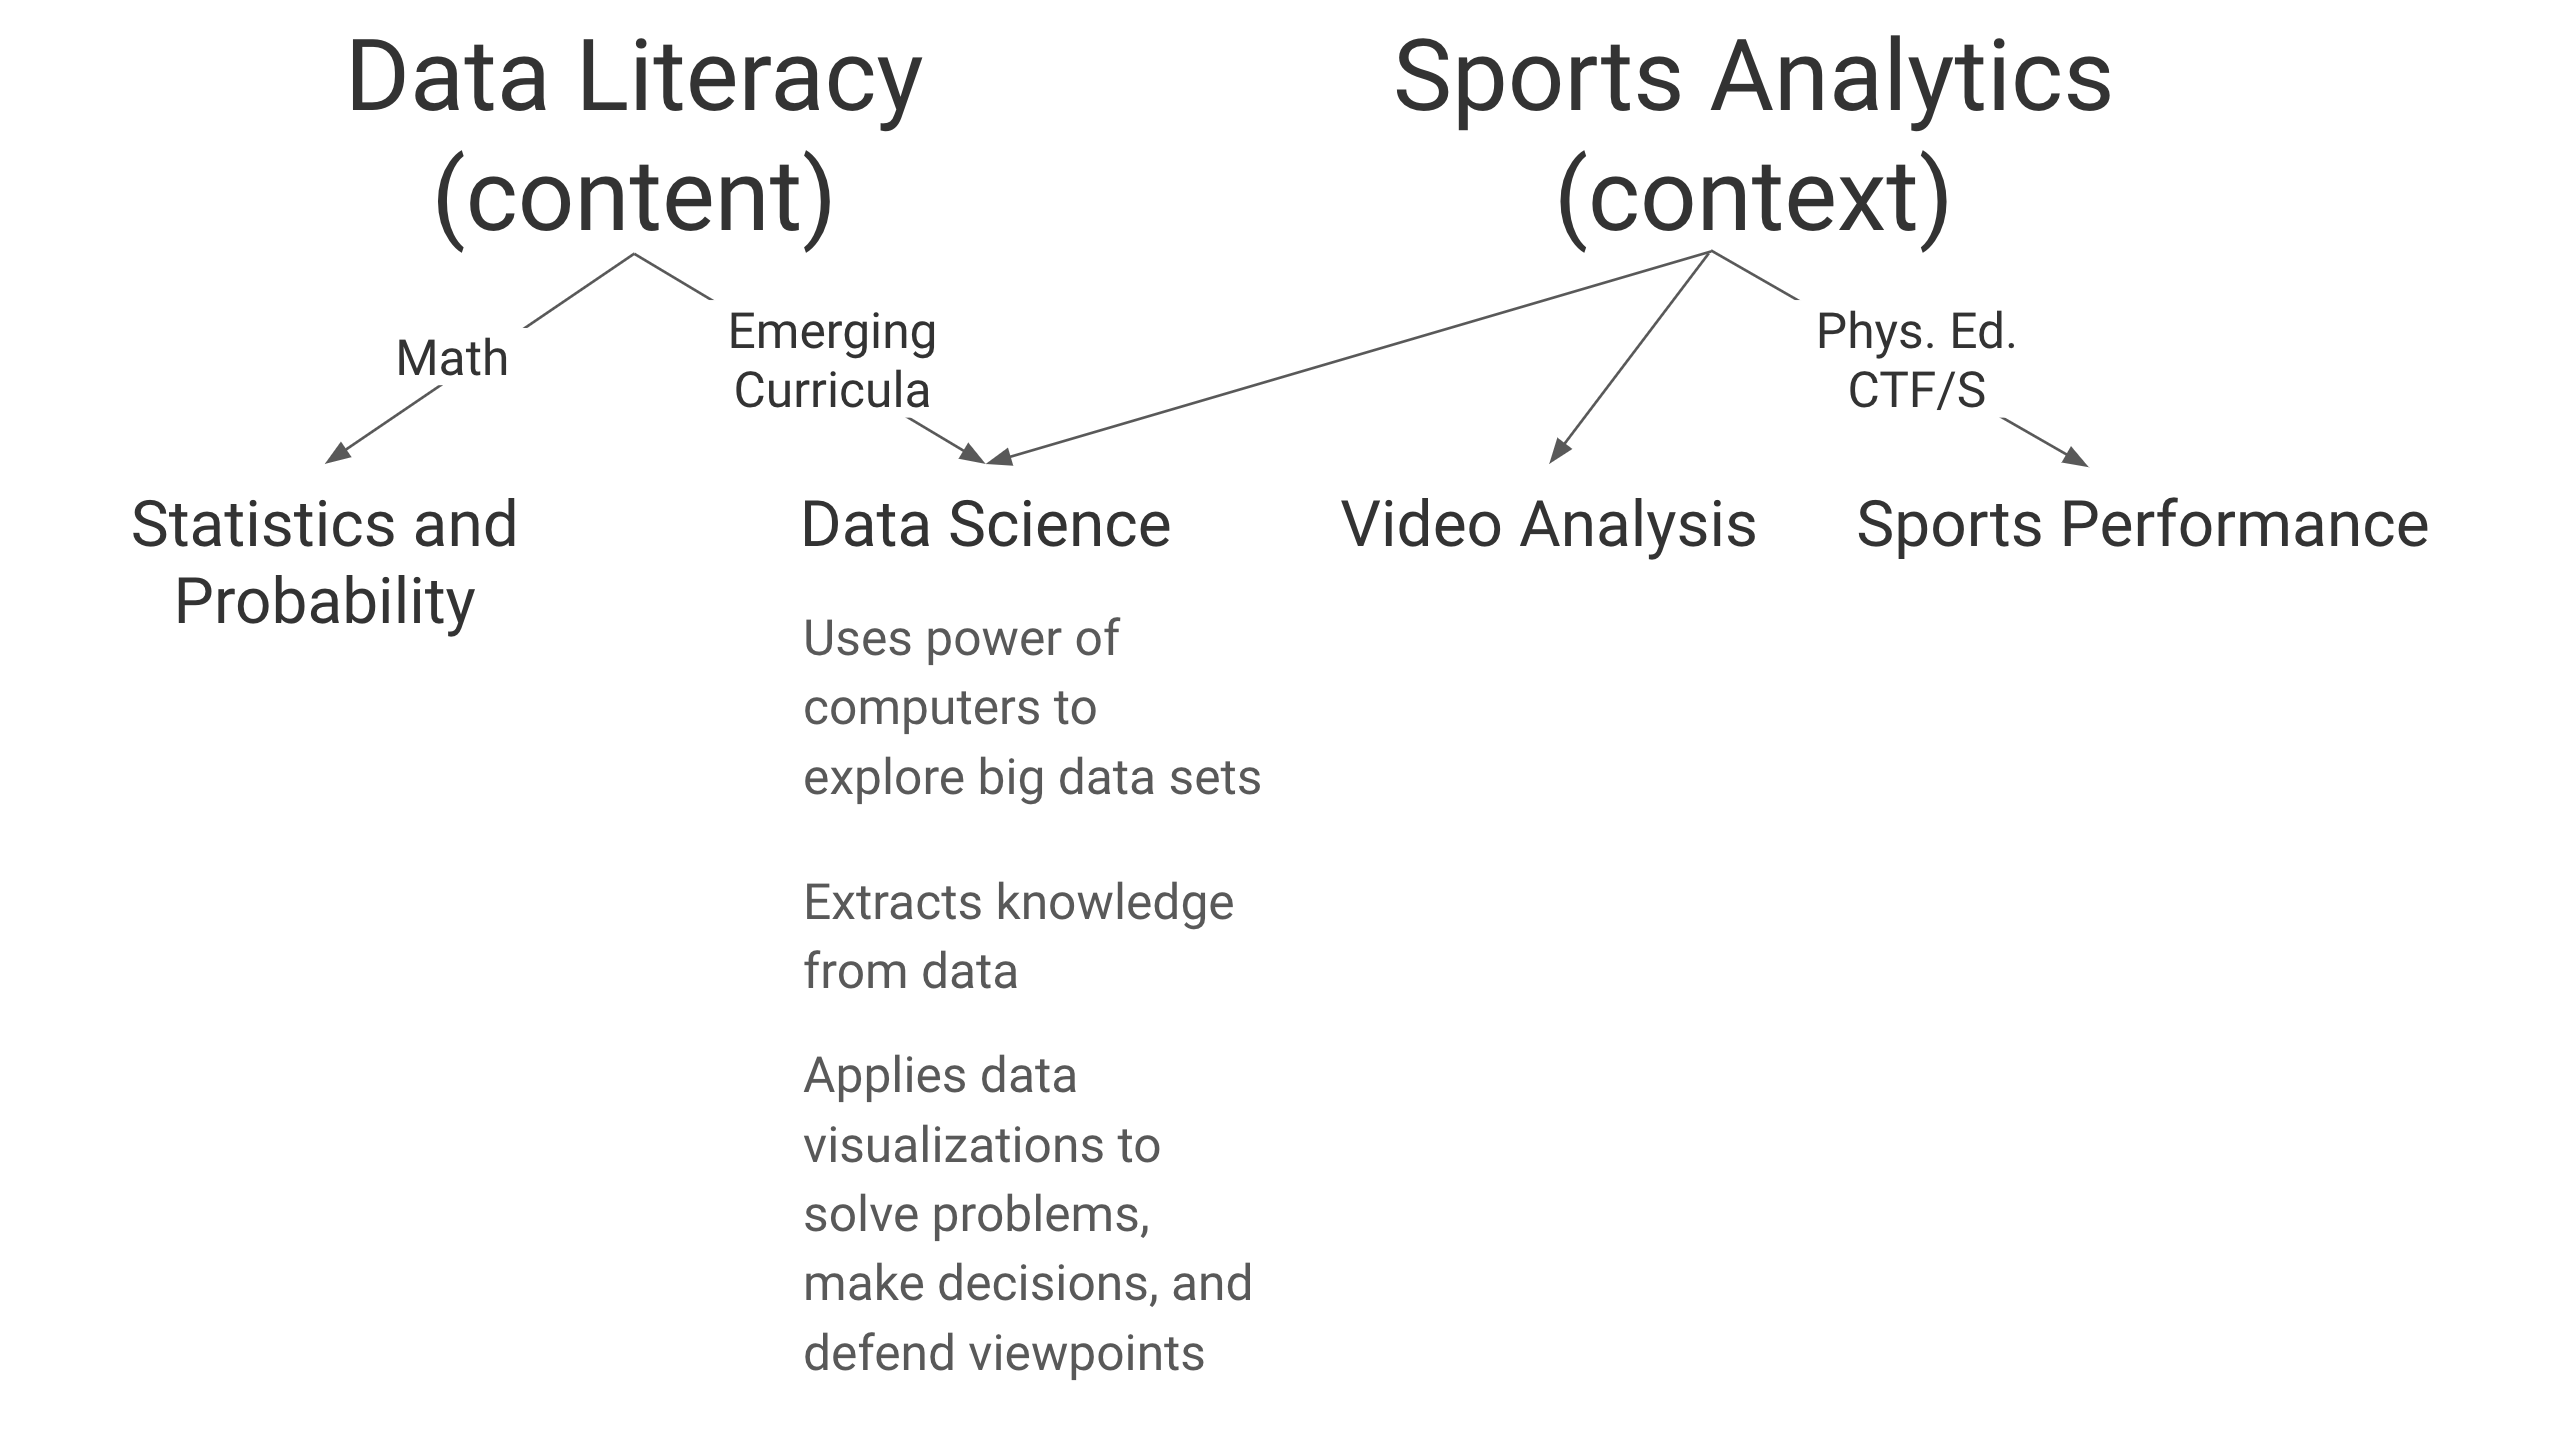 Data Literacy
(content)
Sports Analytics
(context)
Math
Emerging
Curricula
Phys. Ed.
CTF/S
Statistics and
Probability
Data Science
Uses power of
computers to
explore big data sets
Extracts knowledge
from data
Applies data
visualizations to
solve problems,
make decisions, and
defend viewpoints
Video Analysis
Sports Performance